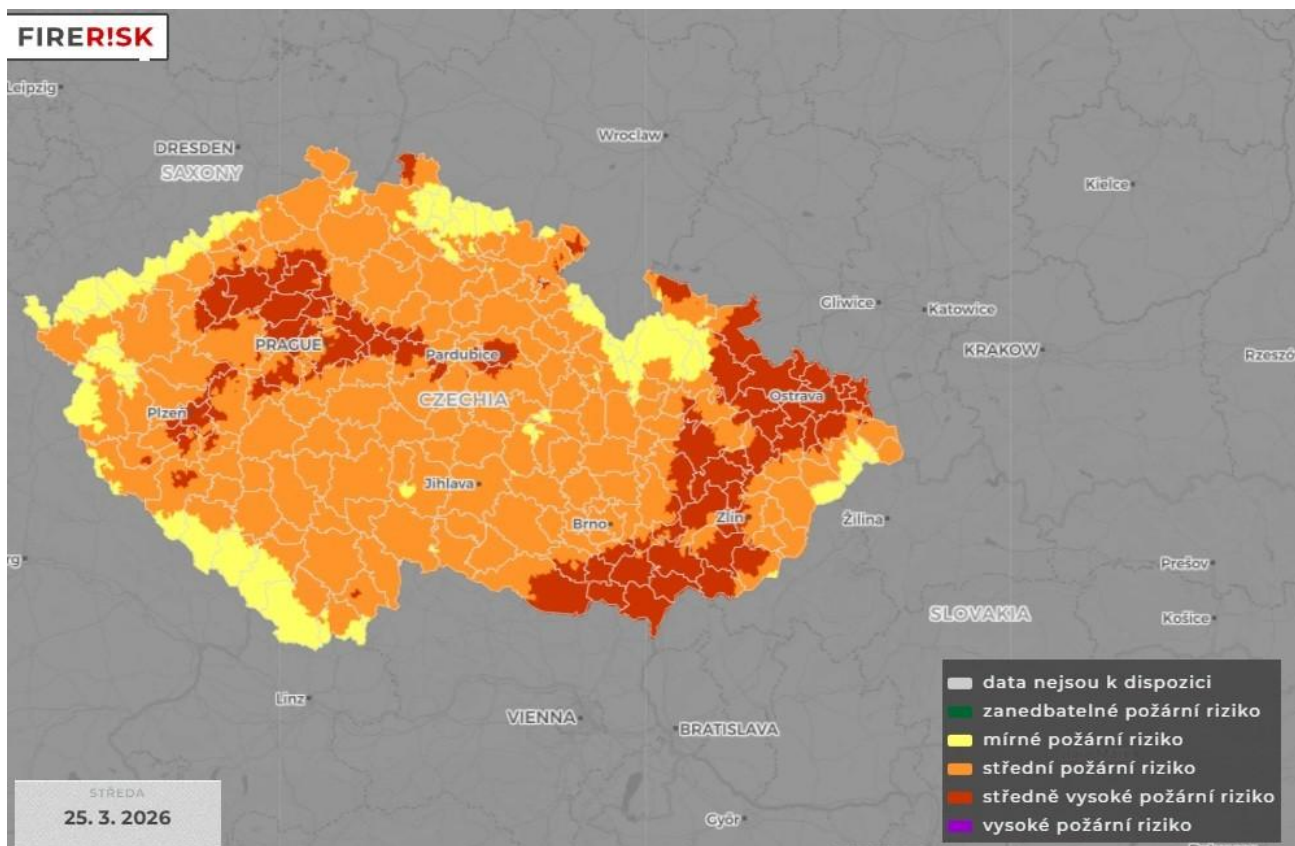 FIRER!SK
Leipzig
DRESDEN
SAXONY
Wroclaw
Kielce
Gliwice
Katowice
KRAKOW
PRAGUE
Pardubice
Ostrava
CZECHIA
Plzeň
Jihlava
Brno
Zlín
Žilina
Prešov
Košice
SLOVAKIA
Linz
VIENNA
BRATISLAVA
Győr
data nejsou k dispozici
zanedbatelné požární riziko
mírné požární riziko
střední požární riziko
středně vysoké požární riziko
vysoké požární riziko
STŘEDA
25. 3. 2026